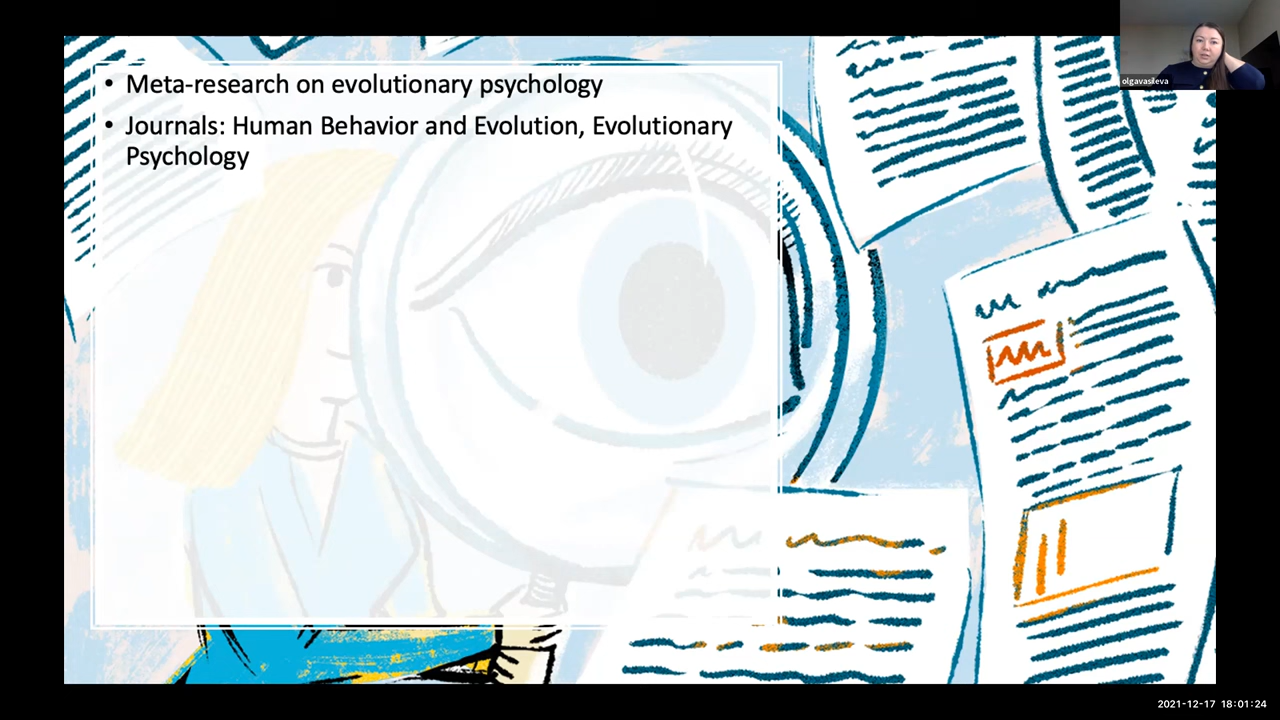 • Meta-research on evolutionary psychology
• Journals: Human Behavior and Evolution, Evolutionary
Psychology
olgavasileva
2021-12-17 18:01:24